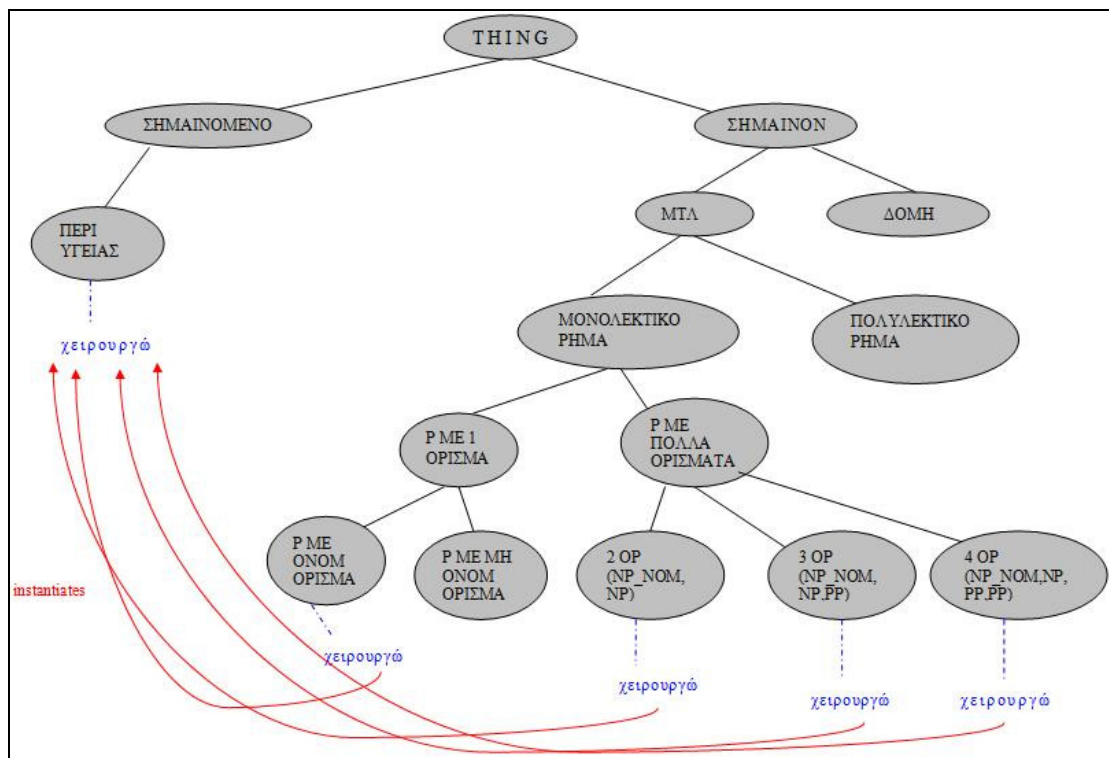 THING
ΣΗΜΑΙΝΟΜΕΝΟ
ΣΗΜΑΙΝΟΝ
ΠΕΡΙ
ΥΓΕΙΑΣ
ΜΤΛ
ΔΟΜΗ
χειρουργώ
ΜΟΝΟΛΕΚΤΙΚΟ
ΡΗΜΑ
ΠΟΛΥΛΕΚΤΙΚΟ
ΡΗΜΑ
Ρ ΜΕ 1
ΟΡΙΣΜΑ
Ρ ΜΕ
ΠΟΛΛΑ
ΟΡΙΣΜΑΤΑ
Ρ ΜΕ
ΟΝΟΜ
ΟΡΙΣΜΑ
Ρ ΜΕ ΜΗ
ΟΝΟΜ
ΟΡΙΣΜΑ
2 ΟΡ
(NP_NOM,
NP)
3 ΟΡ
(NP_NOM,
NP,PP)
4 ΟΡ
(NP_NOM,NP,
PP,PP)
instantiates
χειρουργώ
χειρουργώ
χειρουργώ
χειρουργώ